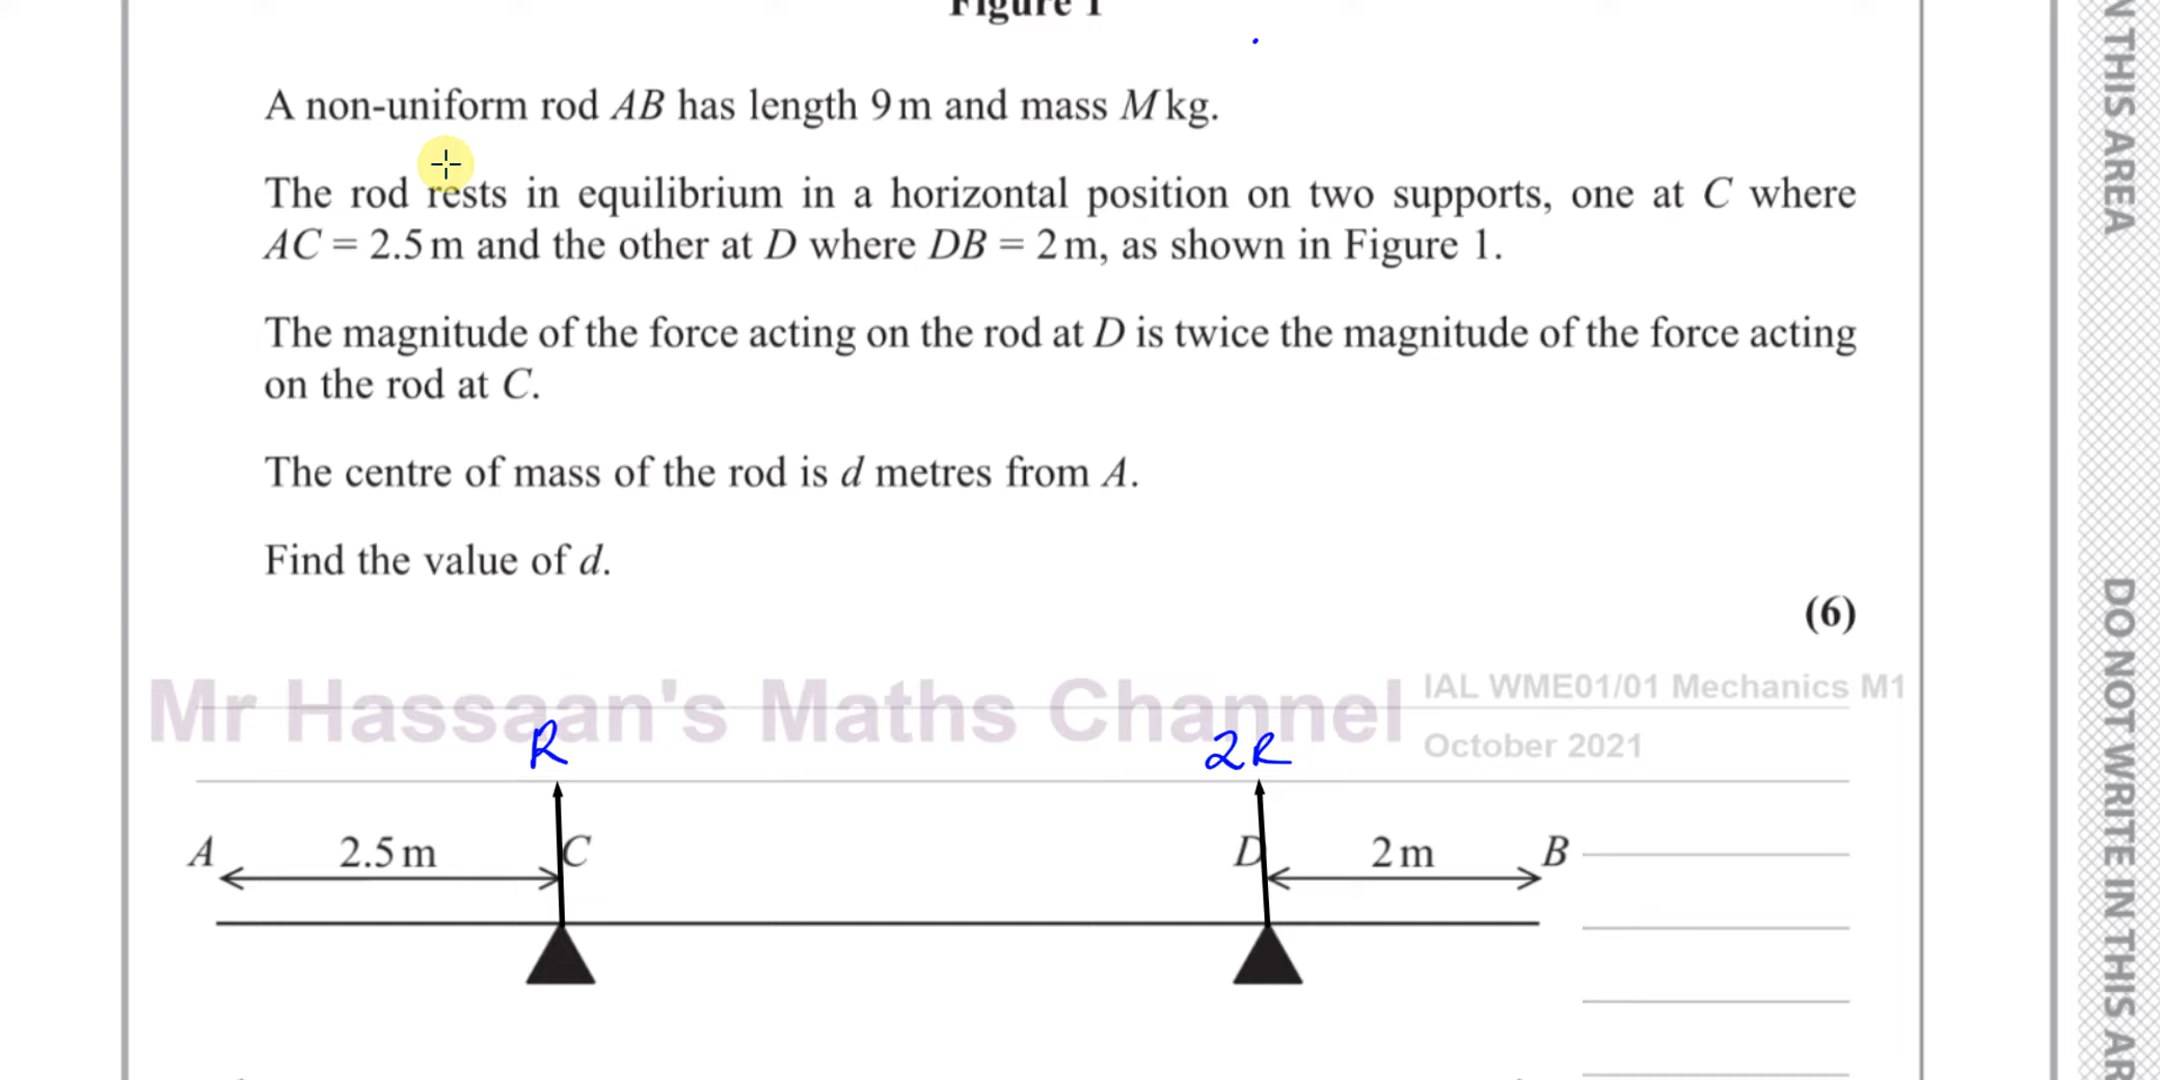 Figure 1
A non-uniform rod AB has length 9 m and mass M kg.
The rod rests in equilibrium in a horizontal position on two supports, one at C where
AC = 2.5 m and the other at D where DB = 2 m, as shown in Figure 1.
The magnitude of the force acting on the rod at D is twice the magnitude of the force acting
on the rod at C.
The centre of mass of the rod is d metres from A.
Find the value of d.
(6)
Mr Hassaan's Maths Channel
IAL WME01/01 Mechanics M1
October 2021
R
2R
A
2.5 m
C
D
2 m
B
N THIS AREA
DO NOT WRITE IN THIS AR